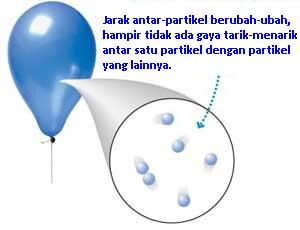 Jarak antar-partikel berubah-ubah,
hampir tidak ada gaya tarik-menarik
antar satu partikel dengan partikel
yang lainnya.